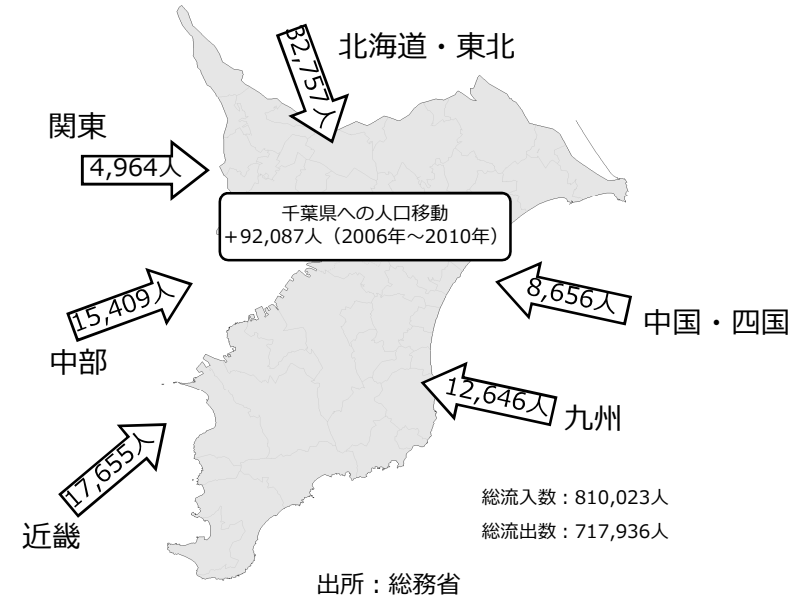 北海道・東北
32,757人
関東
4,964人
千葉県への人口移動
+92,087人（2006年～2010年）
15,409人
中部
8,656人
中国・四国
12,646人
九州
17,655人
近畿
総流入数：810,023人
総流出数：717,936人
出所：総務省